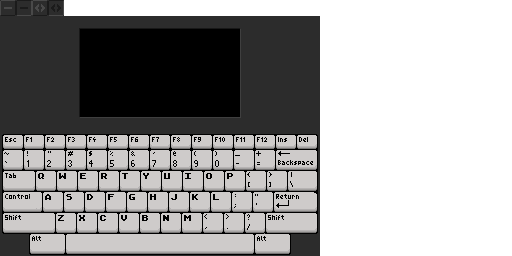 Esc F1 F2 F3 F4 F5 F6 F7 F8 F9 F10 F11 F12 Ins Del
~ ! " # $ % ^ ( ) _ +
` 1 2 3 4 5 6 7 8 9 0 - = Backspace
Tab Q W E R T Y U I O P < > |
[ ] \
Control A S D F G H J K L : " Return
; '
Shift Z X C V B N M < > ? Shift
, . /
Alt Alt